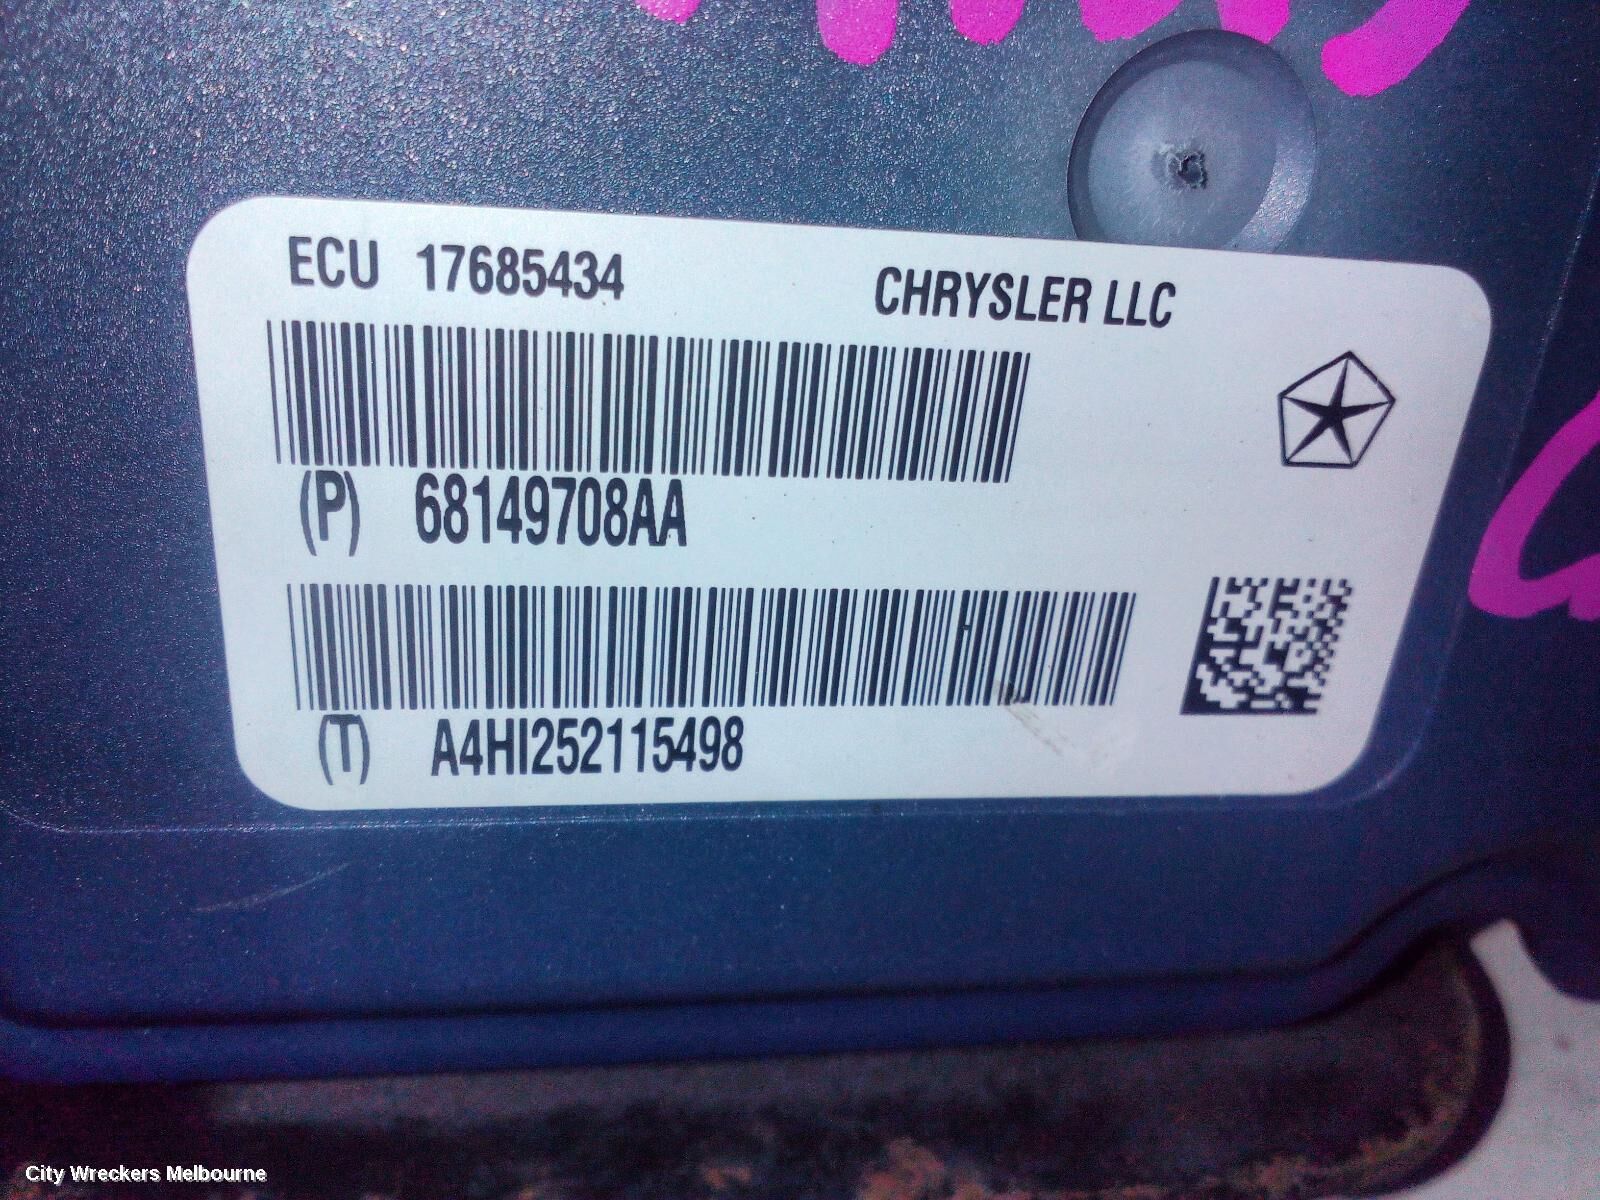 ECU 17685434 CHRYSLER LLC
(P) 68149708AA
(T) A4HI252115498
City Wreckers Melbourne